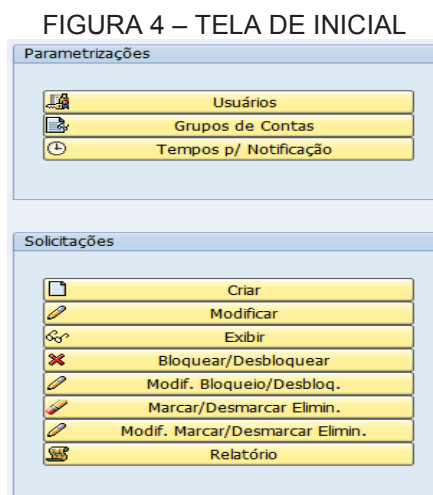 FIGURA 4 – TELA DE INICIAL
Parametrizações
Usuários
Grupos de Contas
Tempos p/ Notificação
Solicitações
Criar
Modificar
Exibir
Bloquear/Desbloquear
Modif. Bloqueio/Desbloq.
Marcar/Desmarcar Elimin.
Modif. Marcar/Desmarcar Elimin.
Relatório